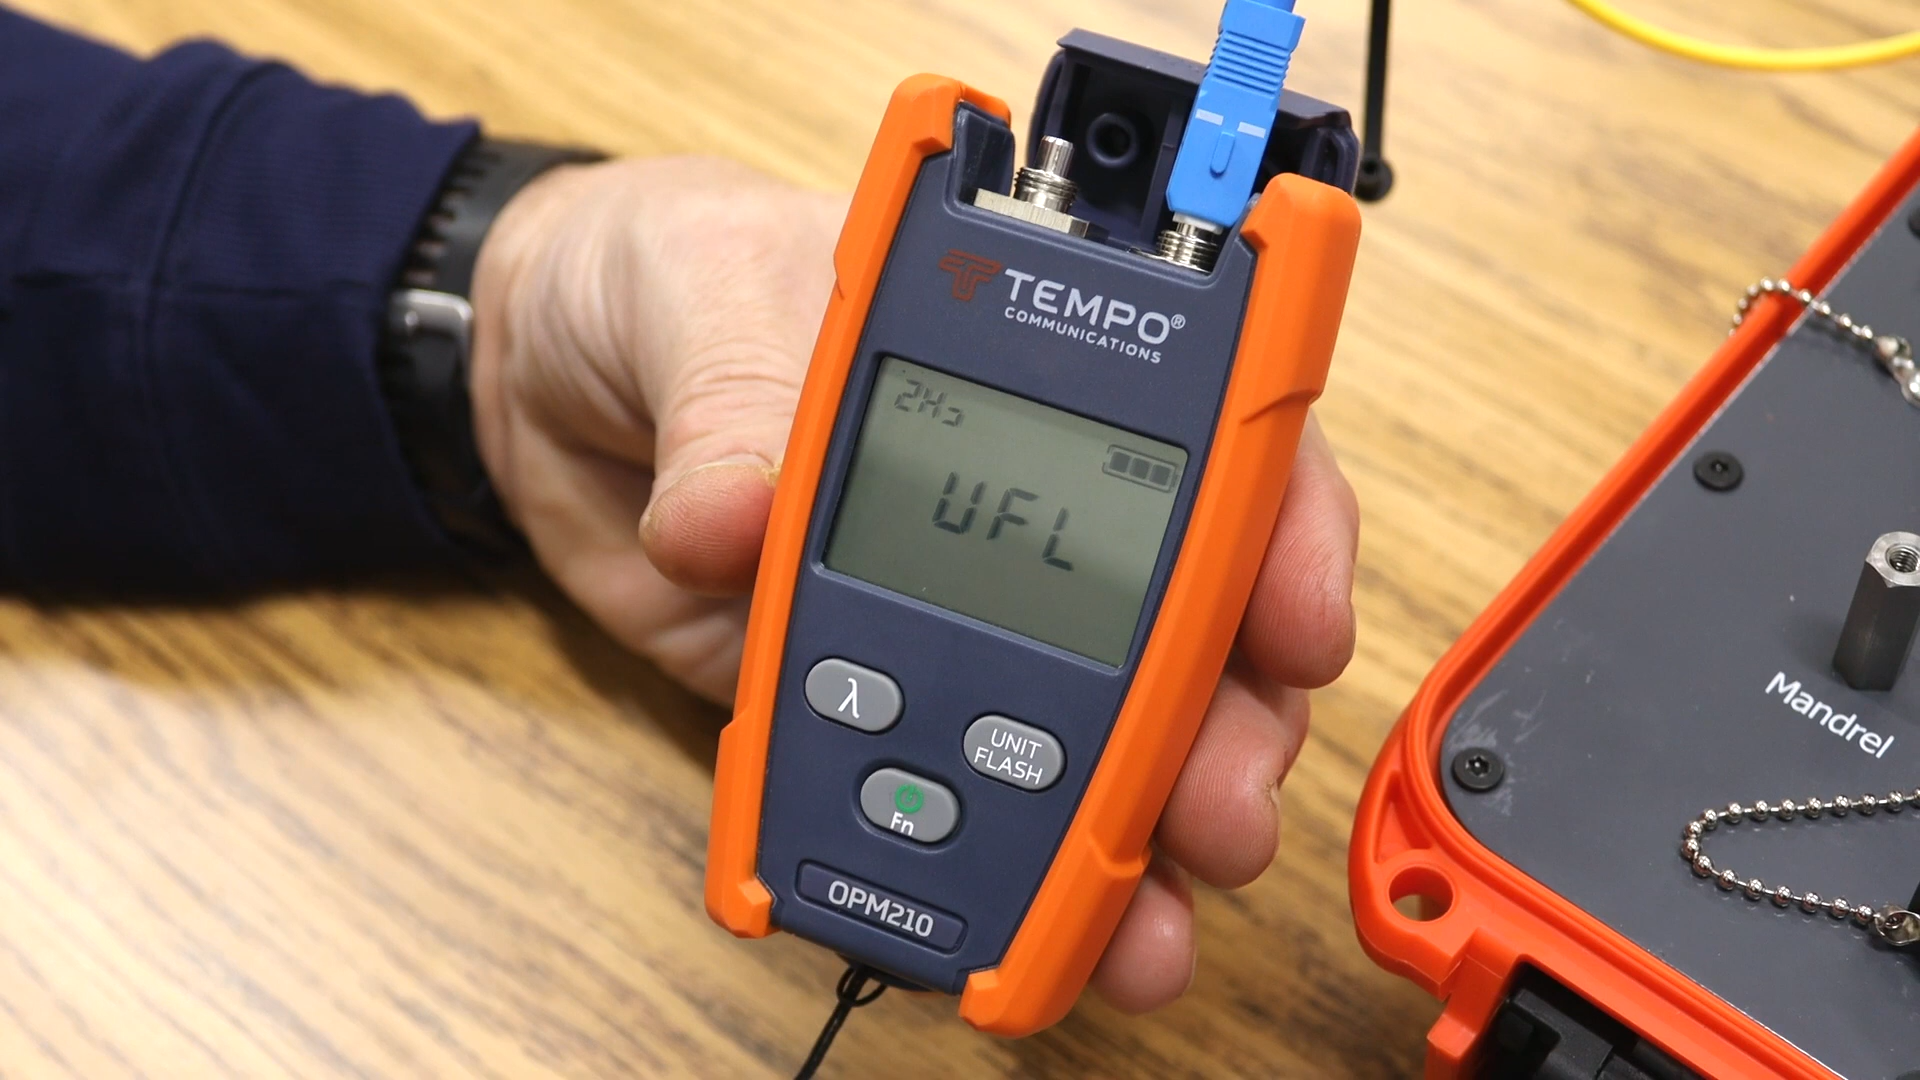 TEMPO®
COMMUNICATIONS
2Hz
UFL
λ
UNIT
FLASH
Fn
OPM210
Mandrel